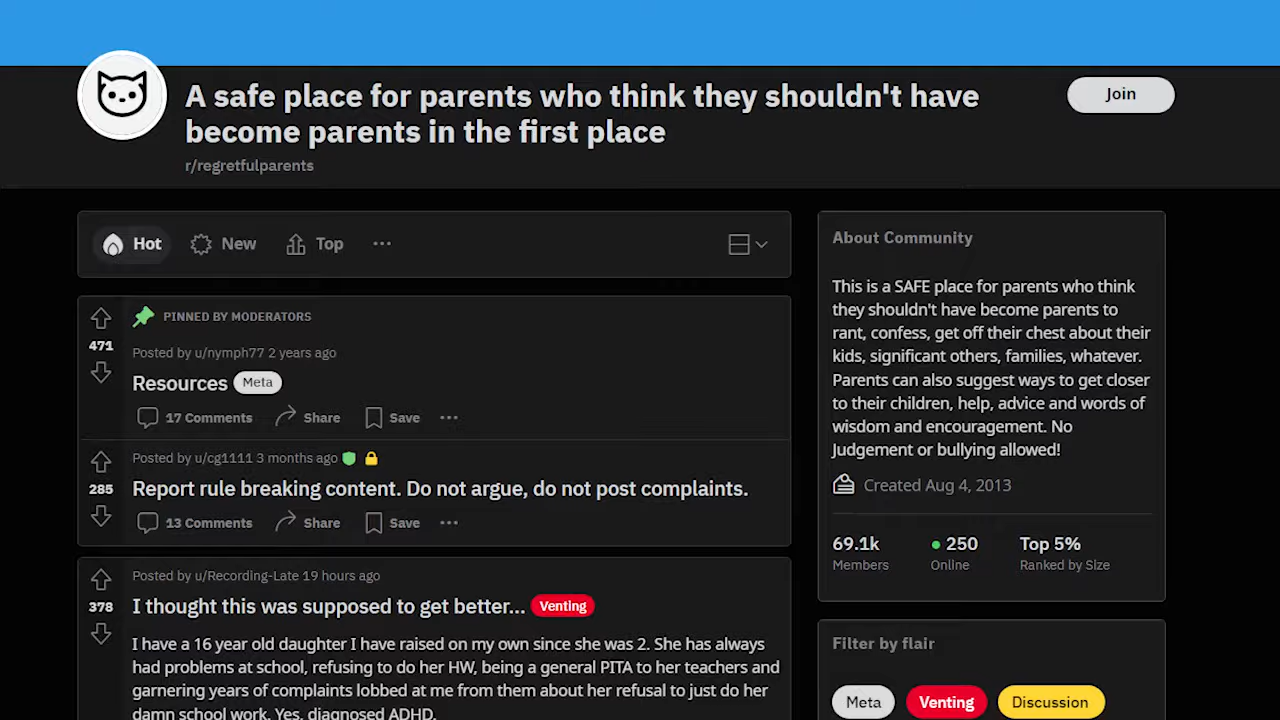 A safe place for parents who think they shouldn't have
become parents in the first place
Join
r/regretfulparents
Hot New Top
PINNED BY MODERATORS
471
Posted by u/nymph77 2 years ago
Resources Meta
17 Comments Share Save
Posted by u/cg1111 3 months ago
285
Report rule breaking content. Do not argue, do not post complaints.
13 Comments Share Save
Posted by u/Recording-Late 19 hours ago
378
I thought this was supposed to get better... Venting
I have a 16 year old daughter I have raised on my own since she was 2. She has always
had problems at school, refusing to do her HW, being a general PITA to her teachers and
garnering years of complaints lobbed at me from them about her refusal to just do her
damn school work. Yes, diagnosed ADHD.
About Community
This is a SAFE place for parents who think
they shouldn't have become parents to
rant, confess, get off their chest about their
kids, significant others, families, whatever.
Parents can also suggest ways to get closer
to their children, help, advice and words of
wisdom and encouragement. No
Judgement or bullying allowed!
Created Aug 4, 2013
69.1k 250 Top 5%
Members Online Ranked by Size
Filter by flair
Meta Venting Discussion